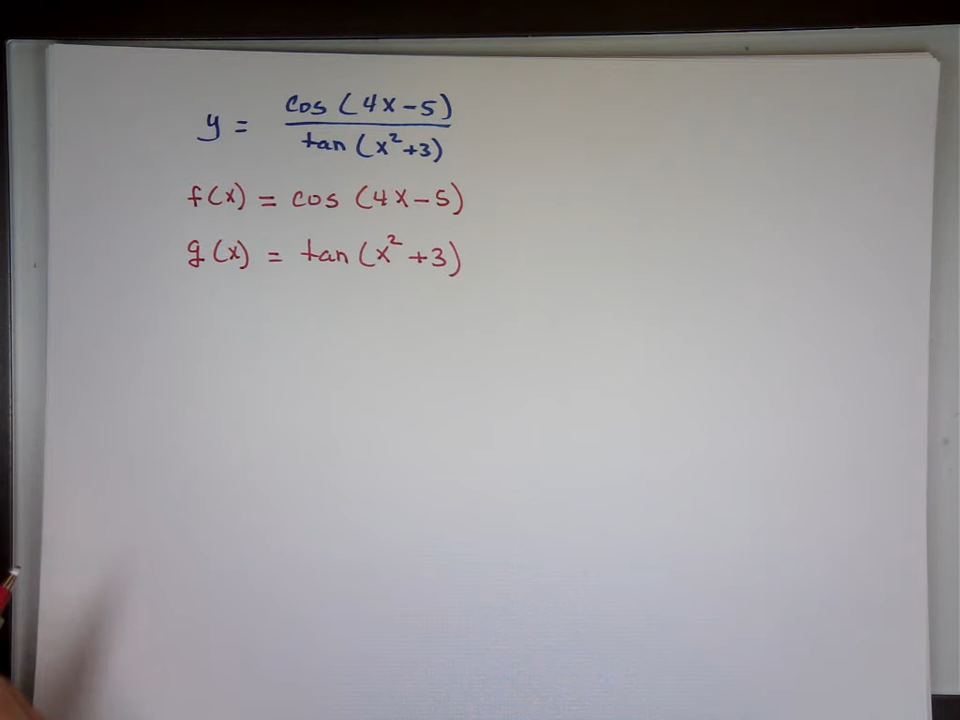 y = cos (4x-5) / tan (x²+3)
f(x) = cos (4x-5)
g(x) = tan (x²+3)